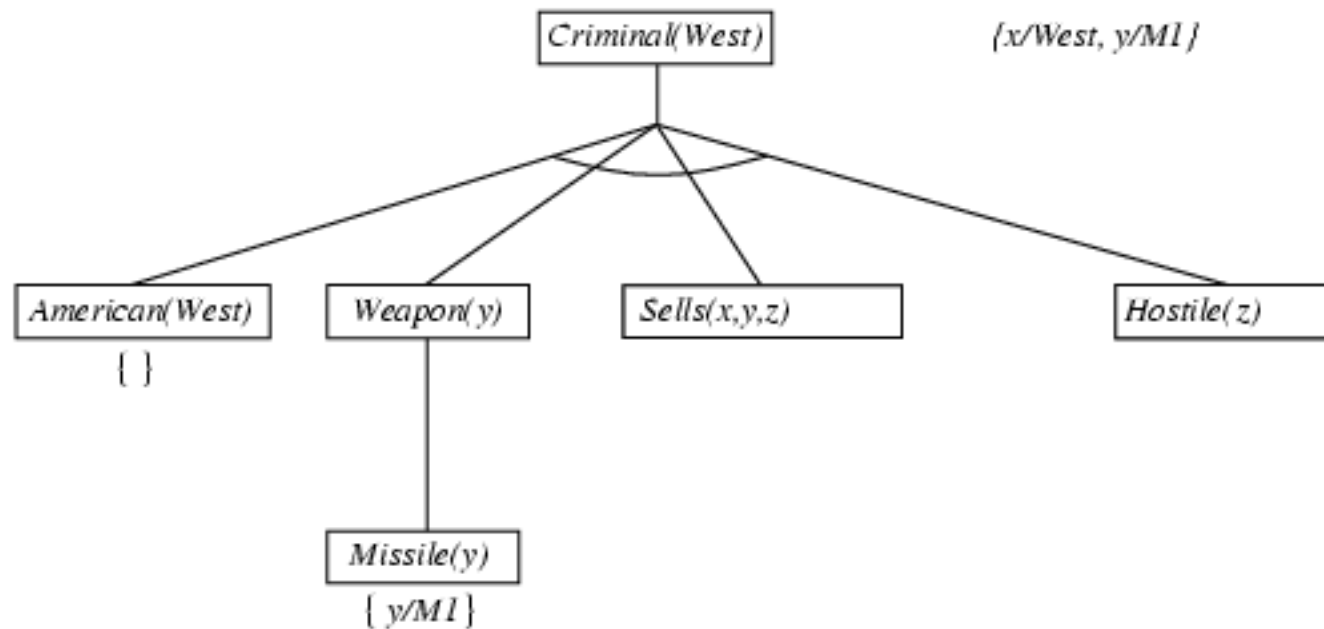 Criminal(West)
{x/West, y/M1}
American(West)
Weapon(y)
Sells(x,y,z)
Hostile(z)
{ }
Missile(y)
{ y/M1 }